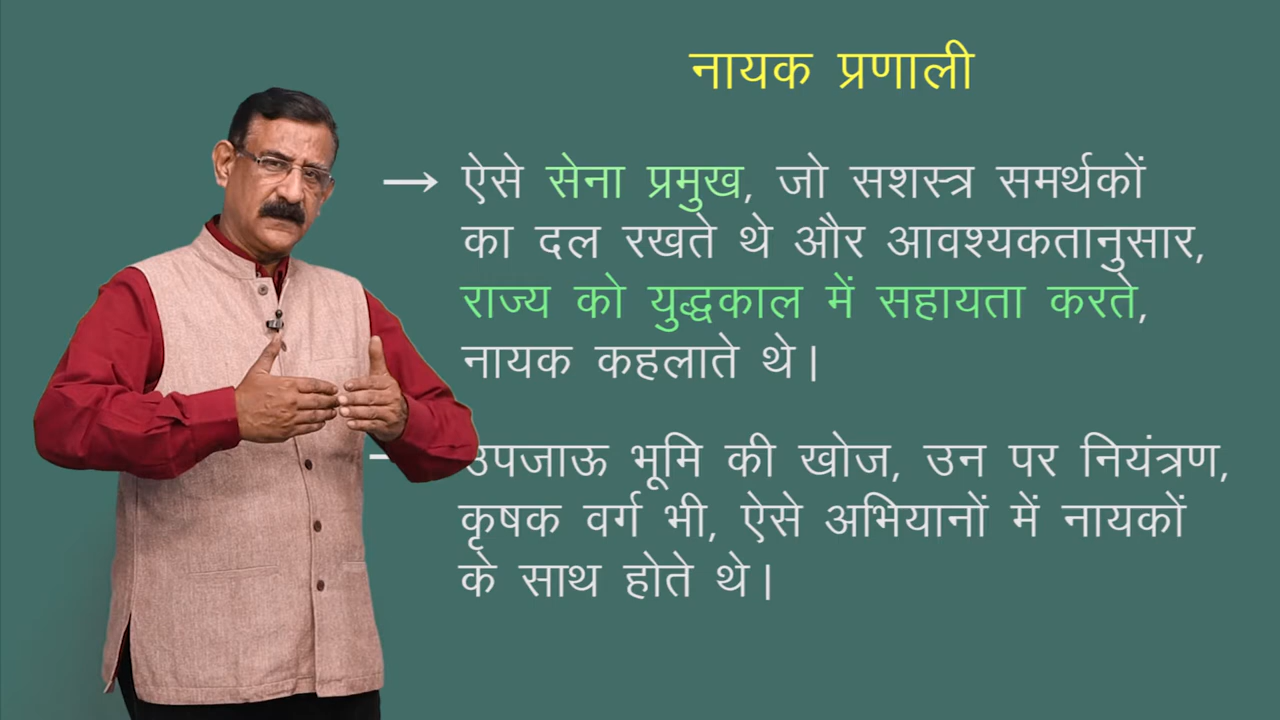 नायक प्रणाली
→ ऐसे सेना प्रमुख, जो सशस्त्र समर्थकों
का दल रखते थे और आवश्यकतानुसार,
राज्य को युद्धकाल में सहायता करते,
नायक कहलाते थे।
उपजाऊ भूमि की खोज, उन पर नियंत्रण,
कृषक वर्ग भी, ऐसे अभियानों में नायकों
के साथ होते थे।